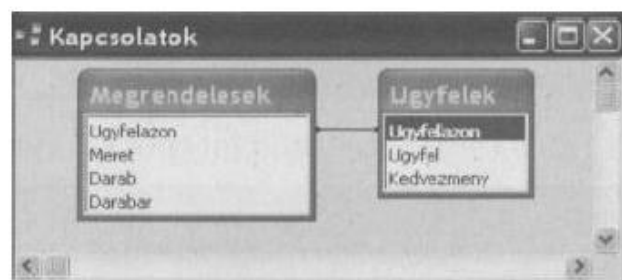 Kapcsolatok
Megrendelesek
Ugyfelazon
Meret
Darab
Darabar
Ugyfelek
Ugyfelazon
Ugyfel
Kedvezmeny